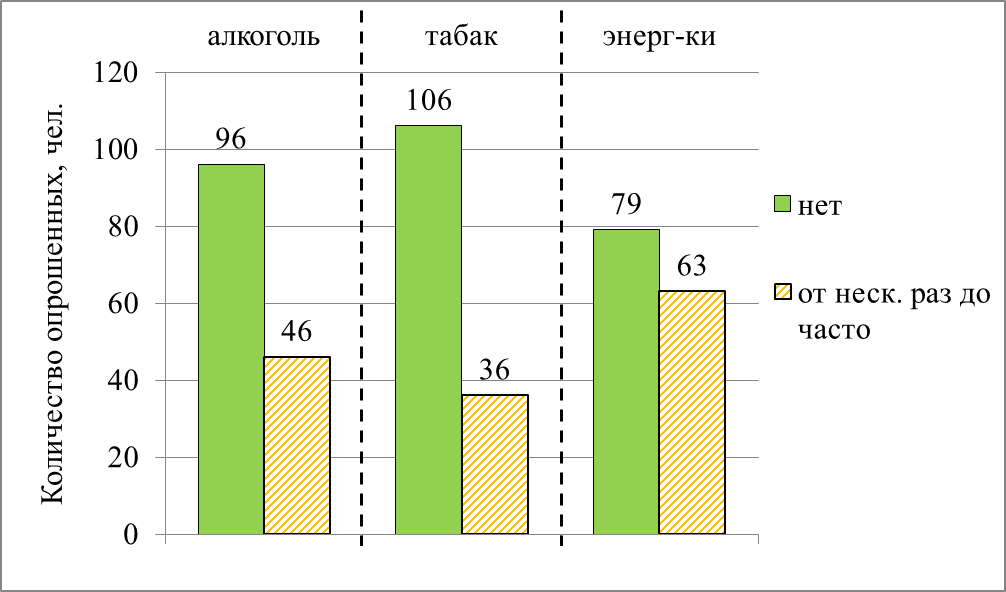 алкоголь
табак
энерг-ки
Количество опрошенных, чел.
120
100
80
60
40
20
0
96
46
106
36
79
63
нет
от неск. раз до
часто